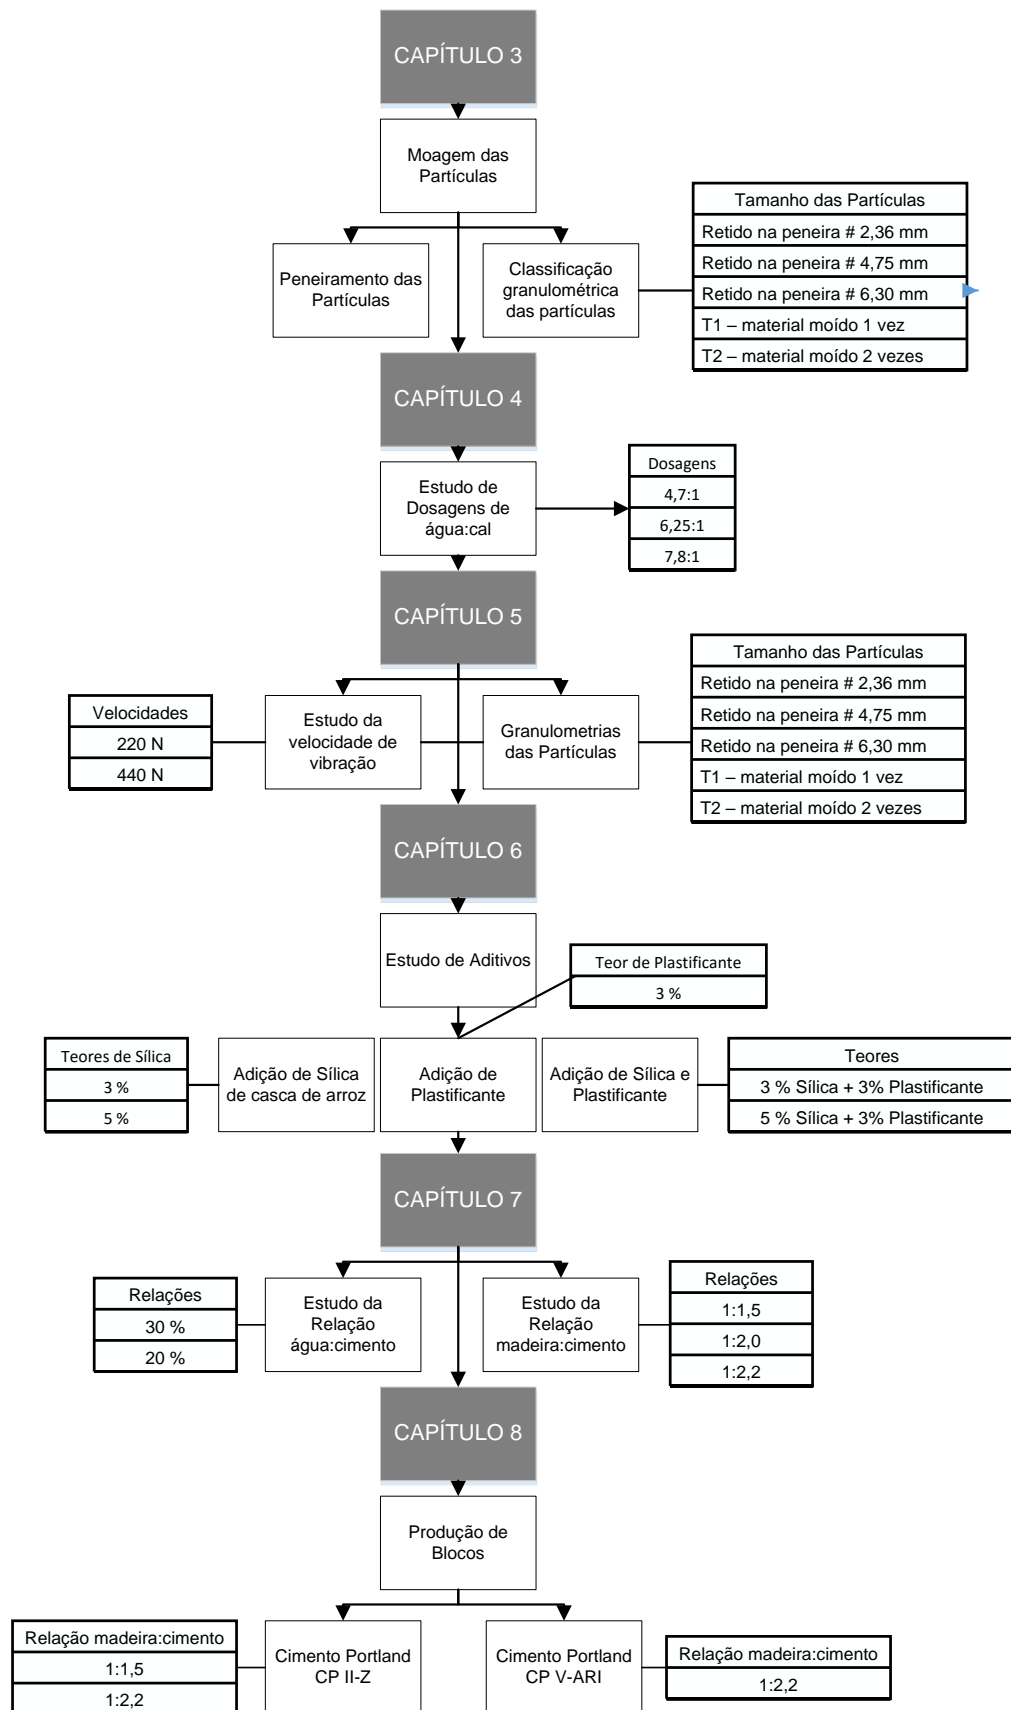 CAPÍTULO 3
Moagem das
Partículas
Peneiramento das
Partículas
Classificação
granulométrica
das partículas
Tamanho das Partículas
Retido na peneira # 2,36 mm
Retido na peneira # 4,75 mm
Retido na peneira # 6,30 mm
T1 – material moído 1 vez
T2 – material moído 2 vezes
CAPÍTULO 4
Estudo de
Dosagens de
água:cal
Dosagens
4,7:1
6,25:1
7,8:1
CAPÍTULO 5
Velocidades
220 N
440 N
Estudo da
velocidade de
vibração
Granulometrias
das Partículas
Tamanho das Partículas
Retido na peneira # 2,36 mm
Retido na peneira # 4,75 mm
Retido na peneira # 6,30 mm
T1 – material moído 1 vez
T2 – material moído 2 vezes
CAPÍTULO 6
Estudo de Aditivos
Teor de Plastificante
3 %
Teores de Sílica
3 %
5 %
Adição de Sílica
de casca de arroz
Adição de
Plastificante
Adição de Sílica e
Plastificante
Teores
3 % Sílica + 3% Plastificante
5 % Sílica + 3% Plastificante
CAPÍTULO 7
Relações
30 %
20 %
Estudo da
Relação
água:cimento
Estudo da
Relação
madeira:cimento
Relações
1:1,5
1:2,0
1:2,2
CAPÍTULO 8
Produção de
Blocos
Relação madeira:cimento
1:1,5
1:2,2
Cimento Portland
CP II-Z
Cimento Portland
CP V-ARI
Relação madeira:cimento
1:2,2